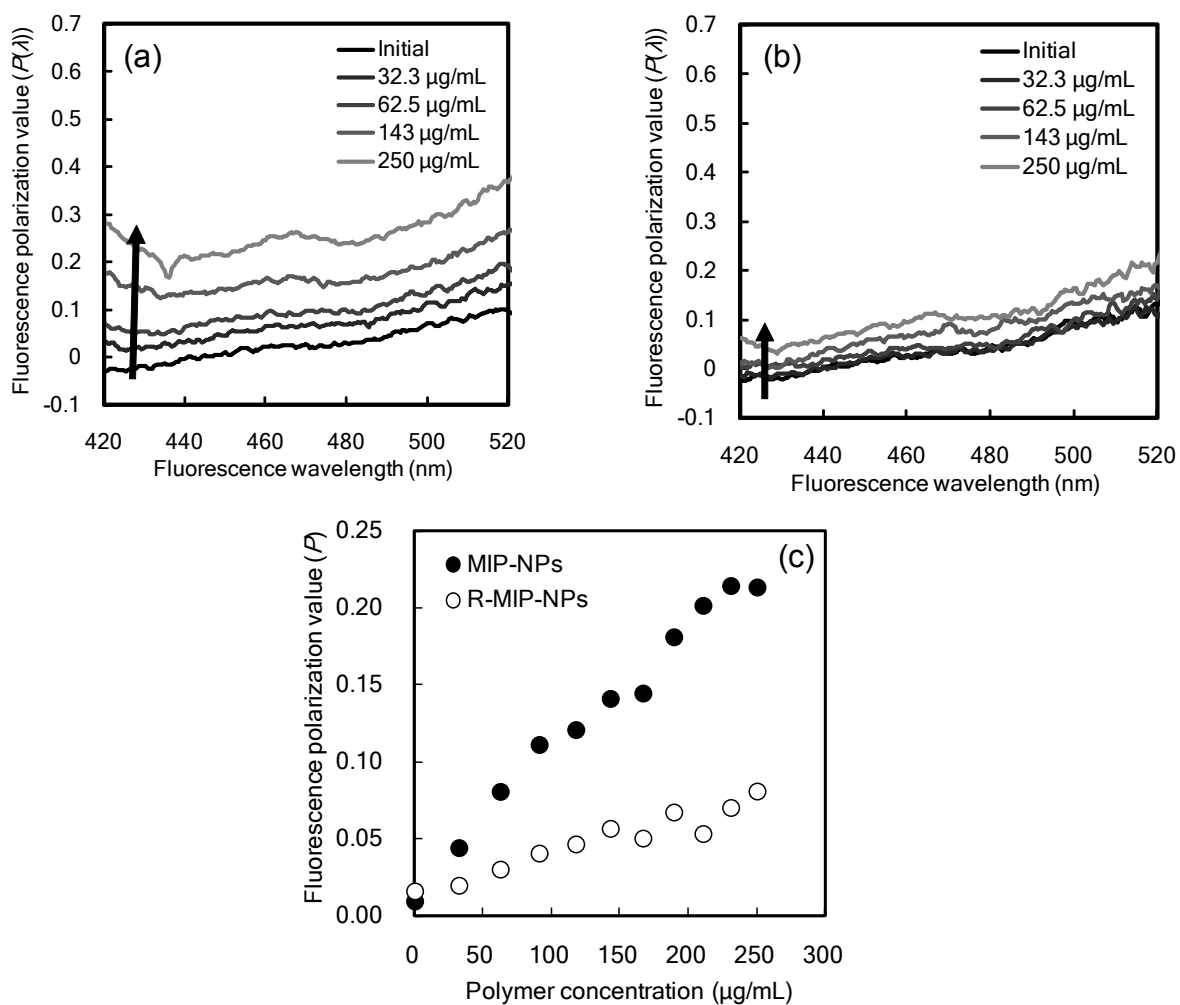 (a)
Fluorescence polarization value (P(λ))
0.7
0.6
0.5
0.4
0.3
0.2
0.1
0
-0.1
Initial
32.3 μg/mL
62.5 μg/mL
143 μg/mL
250 μg/mL
420 440 460 480 500 520
Fluorescence wavelength (nm)
(b)
Fluorescence polarization value (P(λ))
0.7
0.6
0.5
0.4
0.3
0.2
0.1
0
-0.1
Initial
32.3 μg/mL
62.5 μg/mL
143 μg/mL
250 μg/mL
420 440 460 480 500 520
Fluorescence wavelength (nm)
(c)
Fluorescence polarization value (P)
0.25
0.20
0.15
0.10
0.05
0.00
MIP-NPs
R-MIP-NPs
0 50 100 150 200 250 300
Polymer concentration (μg/mL)